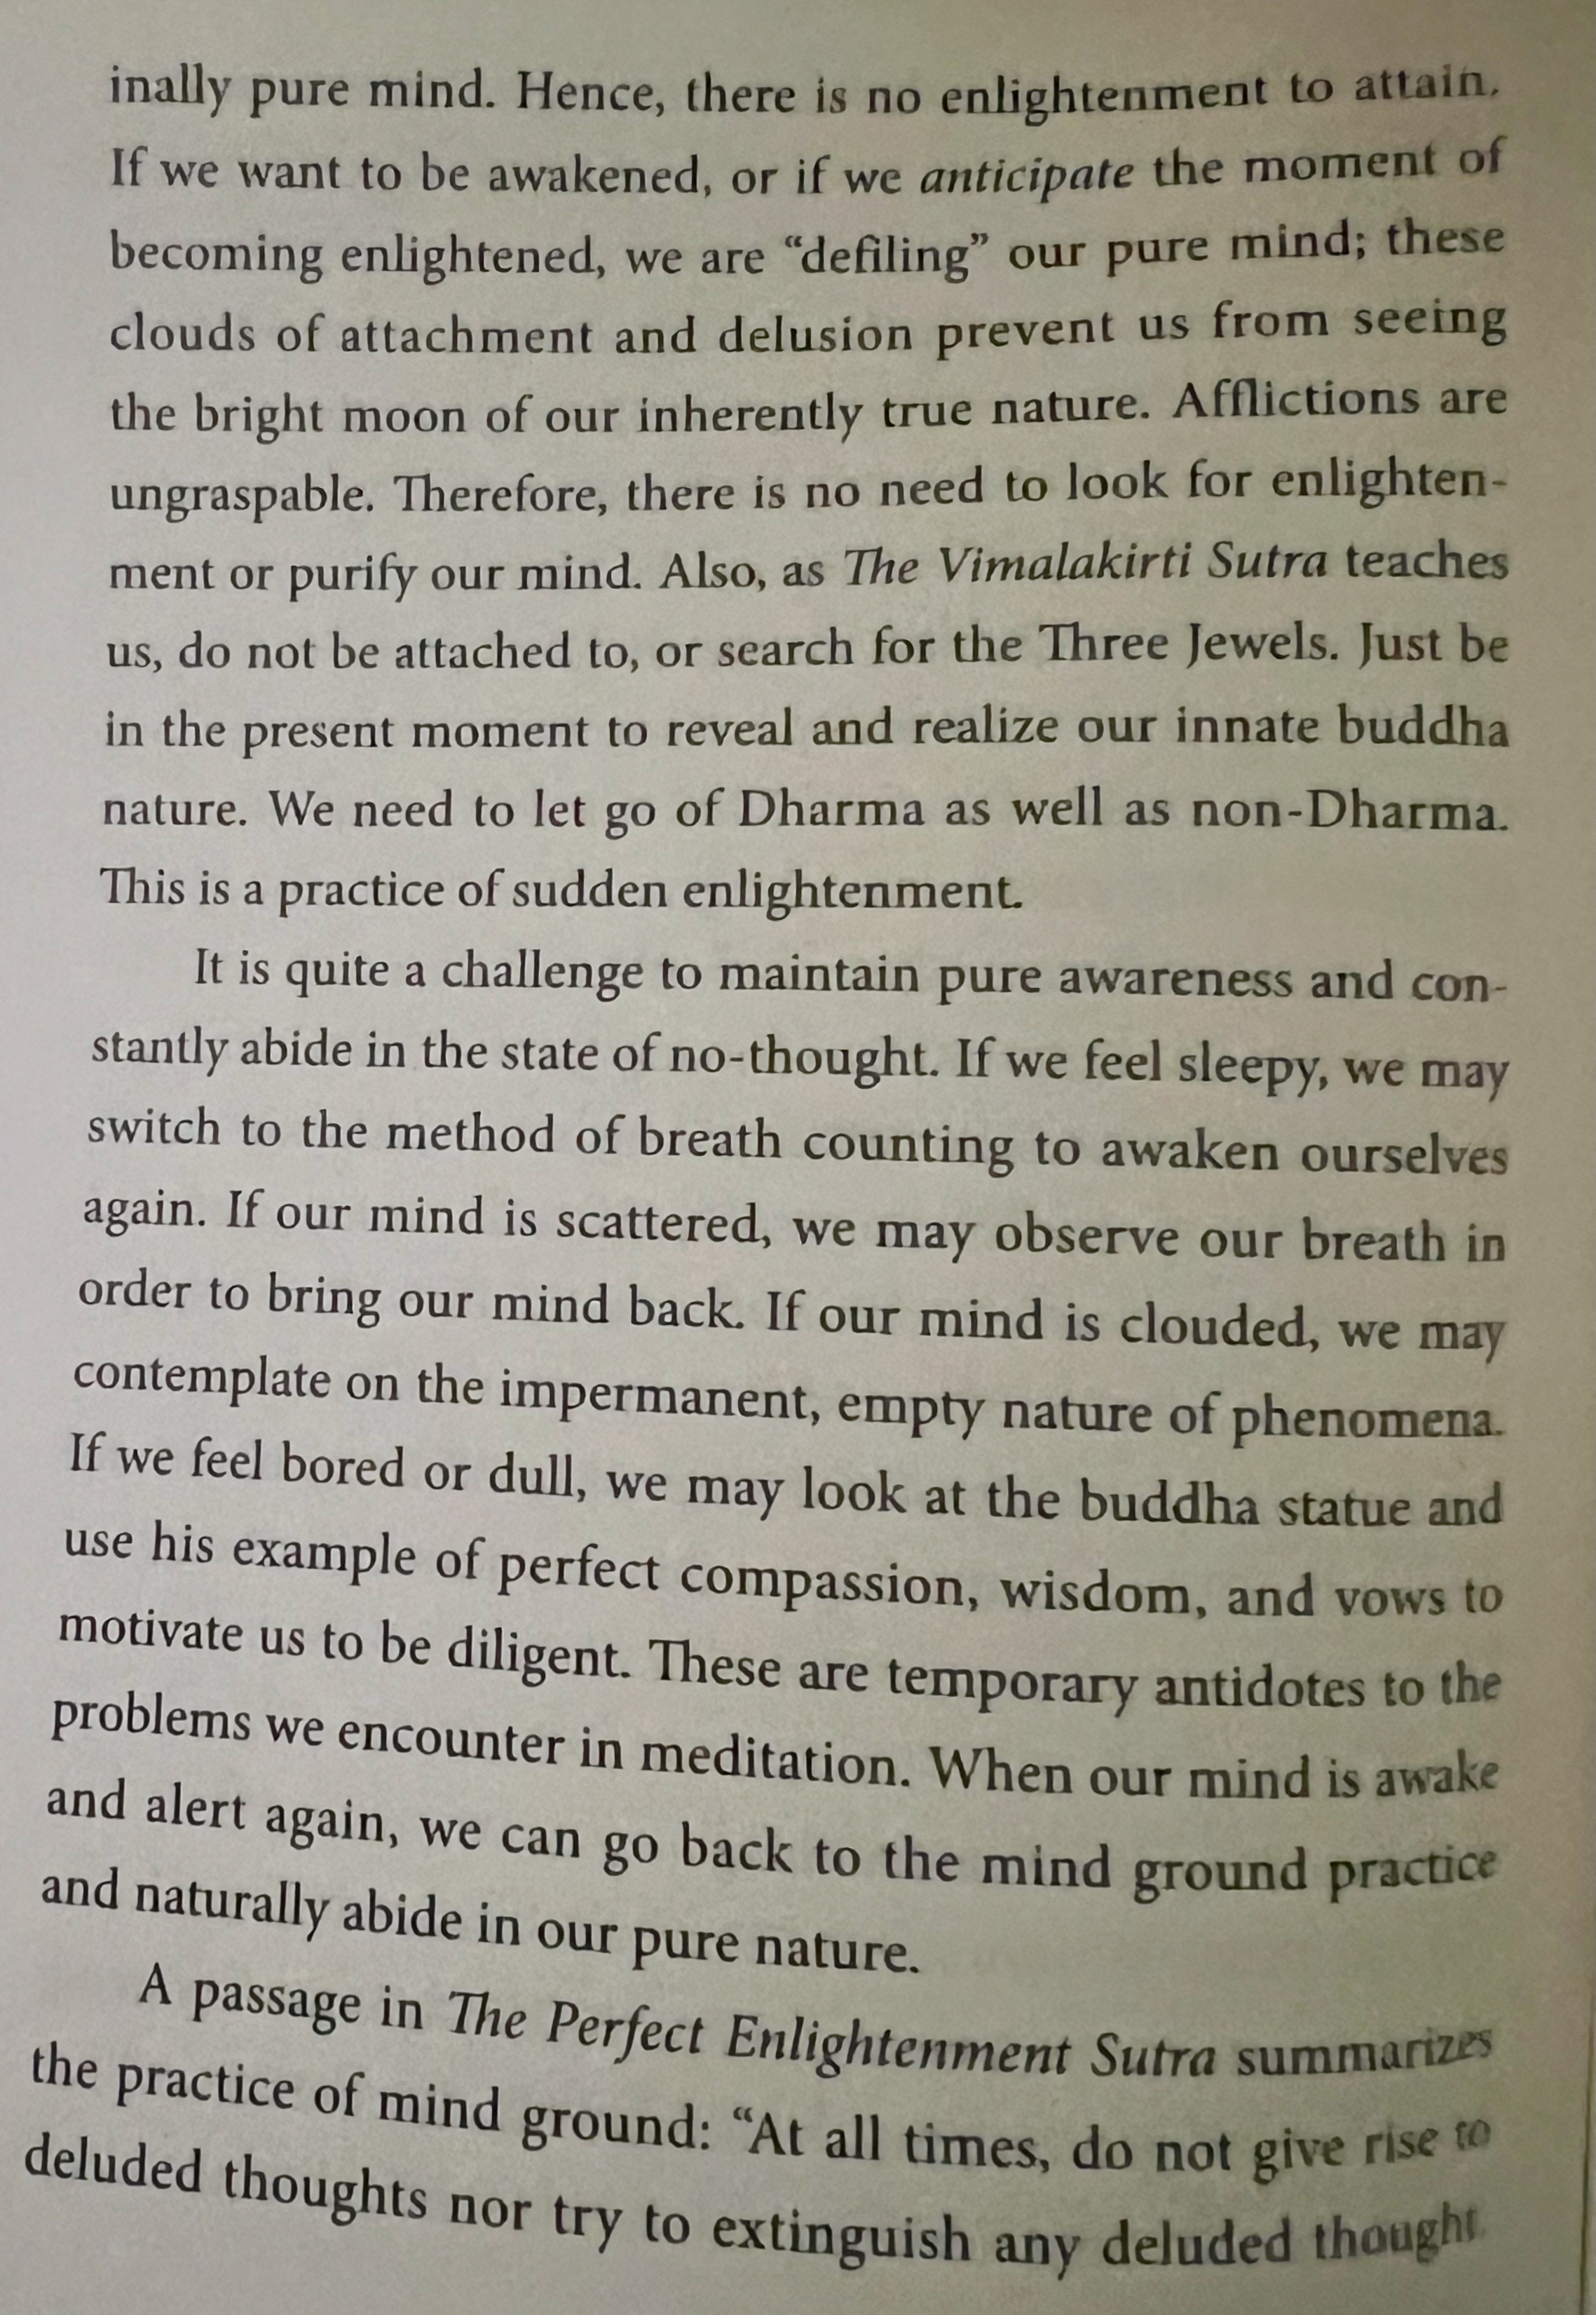 inally pure mind. Hence, there is no enlightenment to attain.
If we want to be awakened, or if we anticipate the moment of
becoming enlightened, we are “defiling” our pure mind; these
clouds of attachment and delusion prevent us from seeing
the bright moon of our inherently true nature. Afflictions are
ungraspable. Therefore, there is no need to look for enlighten-
ment or purify our mind. Also, as The Vimalakirti Sutra teaches
us, do not be attached to, or search for the Three Jewels. Just be
in the present moment to reveal and realize our innate buddha
nature. We need to let go of Dharma as well as non-Dharma.
This is a practice of sudden enlightenment.
It is quite a challenge to maintain pure awareness and con-
stantly abide in the state of no-thought. If we feel sleepy, we may
switch to the method of breath counting to awaken ourselves
again. If our mind is scattered, we may observe our breath in
order to bring our mind back. If our mind is clouded, we may
contemplate on the impermanent, empty nature of phenomena.
If we feel bored or dull, we may look at the buddha statue and
use his example of perfect compassion, wisdom, and vows to
motivate us to be diligent. These are temporary antidotes to the
problems we encounter in meditation. When our mind is awake
and alert again, we can go back to the mind ground practice
and naturally abide in our pure nature.
A passage in The Perfect Enlightenment Sutra summarizes
the practice of mind ground: “At all times, do not give rise to
deluded thoughts nor try to extinguish any deluded thought